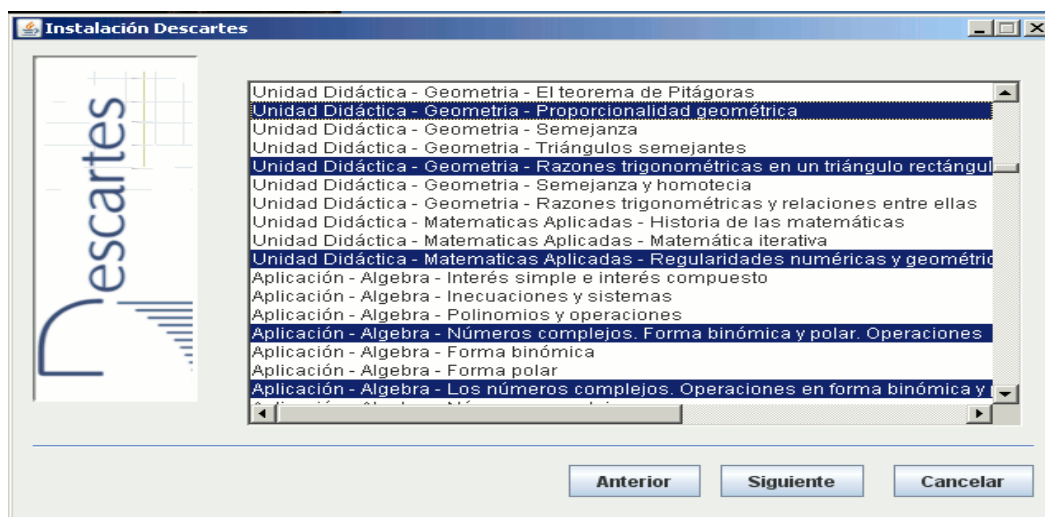 Instalación Descartes
Descartes
Unidad Didáctica - Geometria - El teorema de Pitágoras
Unidad Didáctica - Geometria - Proporcionalidad geométrica
Unidad Didáctica - Geometria - Semejanza
Unidad Didáctica - Geometria - Triángulos semejantes
Unidad Didáctica - Geometria - Razones trigonométricas en un triángulo rectángul
Unidad Didáctica - Geometria - Semejanza y homotecia
Unidad Didáctica - Geometria - Razones trigonométricas y relaciones entre ellas
Unidad Didáctica - Matematicas Aplicadas - Historia de las matemáticas
Unidad Didáctica - Matematicas Aplicadas - Matemática iterativa
Unidad Didáctica - Matematicas Aplicadas - Regularidades numéricas y geométric
Aplicación - Algebra - Interés simple e interés compuesto
Aplicación - Algebra - Inecuaciones y sistemas
Aplicación - Algebra - Polinomios y operaciones
Aplicación - Algebra - Números complejos. Forma binómica y polar. Operaciones
Aplicación - Algebra - Forma binómica
Aplicación - Algebra - Forma polar
Aplicación - Algebra - Los números complejos. Operaciones en forma binómica y
Anterior
Siguiente
Cancelar